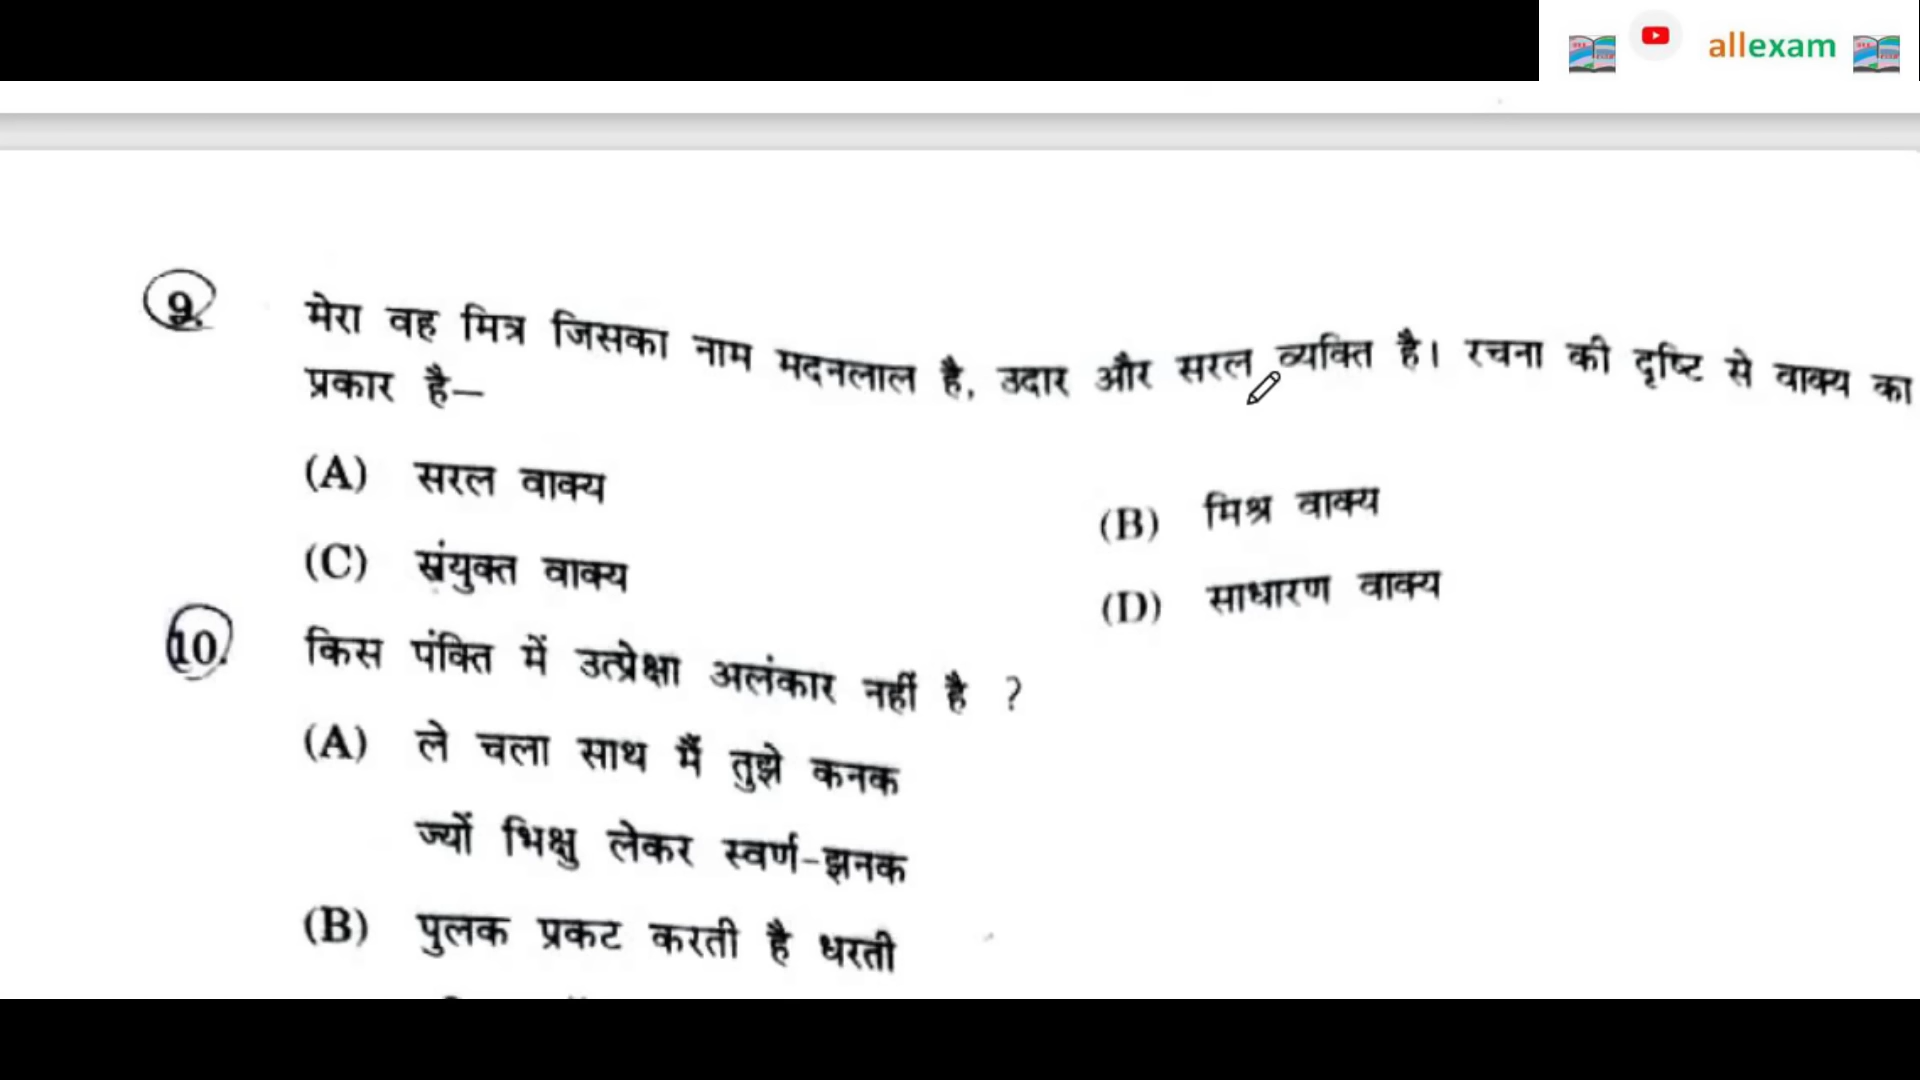 allexam
9. मेरा वह मित्र जिसका नाम मदनलाल है, उदार और सरल व्यक्ति है। रचना की दृष्टि से वाक्य का
प्रकार है—
(A) सरल वाक्य
(B) मिश्र वाक्य
(C) संयुक्त वाक्य
(D) साधारण वाक्य
10. किस पंक्ति में उत्प्रेक्षा अलंकार नहीं है ?
(A) ले चला साथ मैं तुझे कनक
ज्यों भिक्षु लेकर स्वर्ण-झनक
(B) पुलक प्रकट करती है धरती